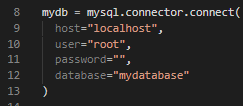 8 mydb = mysql.connector.connect(
9 host="localhost",
10 user="root",
11 password="",
12 database="mydatabase"
13 )